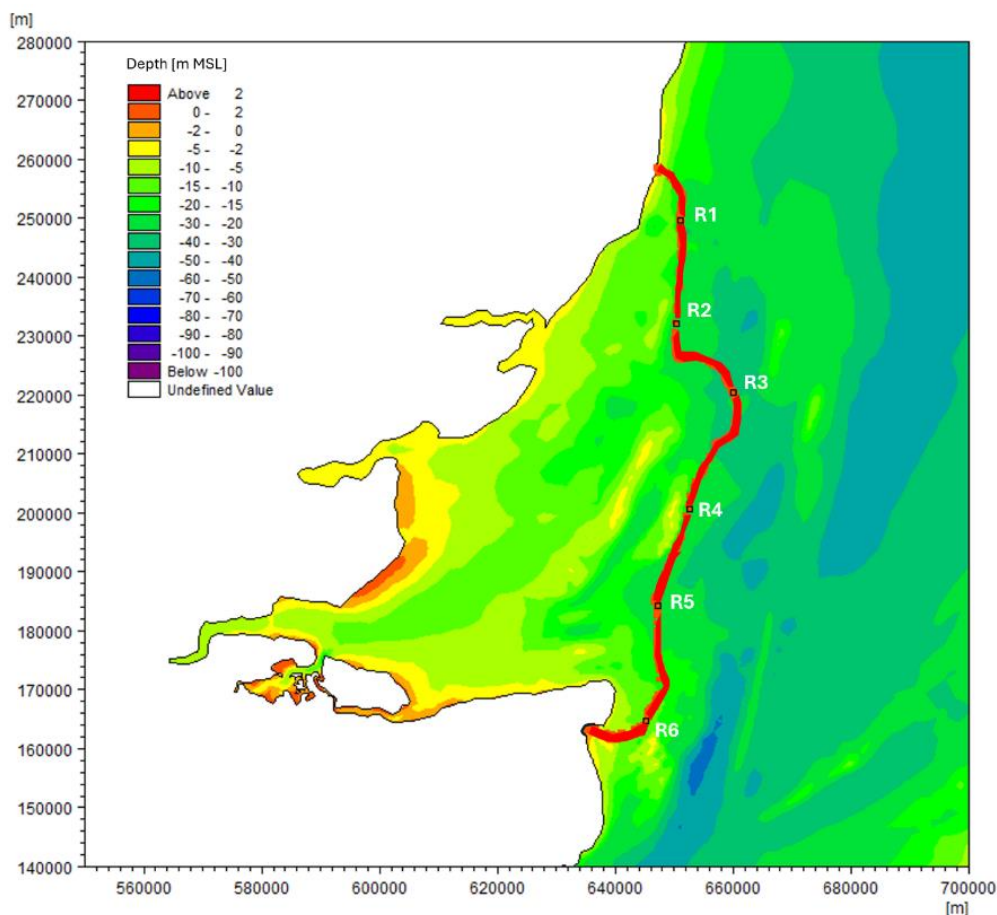 [m]
280000
270000
260000
250000
240000
230000
220000
210000
200000
190000
180000
170000
160000
150000
140000
Depth [m MSL]
Above 2
0 - 2
-2 - 0
-5 - -2
-10 - -5
-15 - -10
-20 - -15
-30 - -20
-40 - -30
-50 - -40
-60 - -50
-70 - -60
-80 - -70
-90 - -80
-100 - -90
Below -100
Undefined Value
R1
R2
R3
R4
R5
R6
560000 580000 600000 620000 640000 660000 680000 700000
[m]